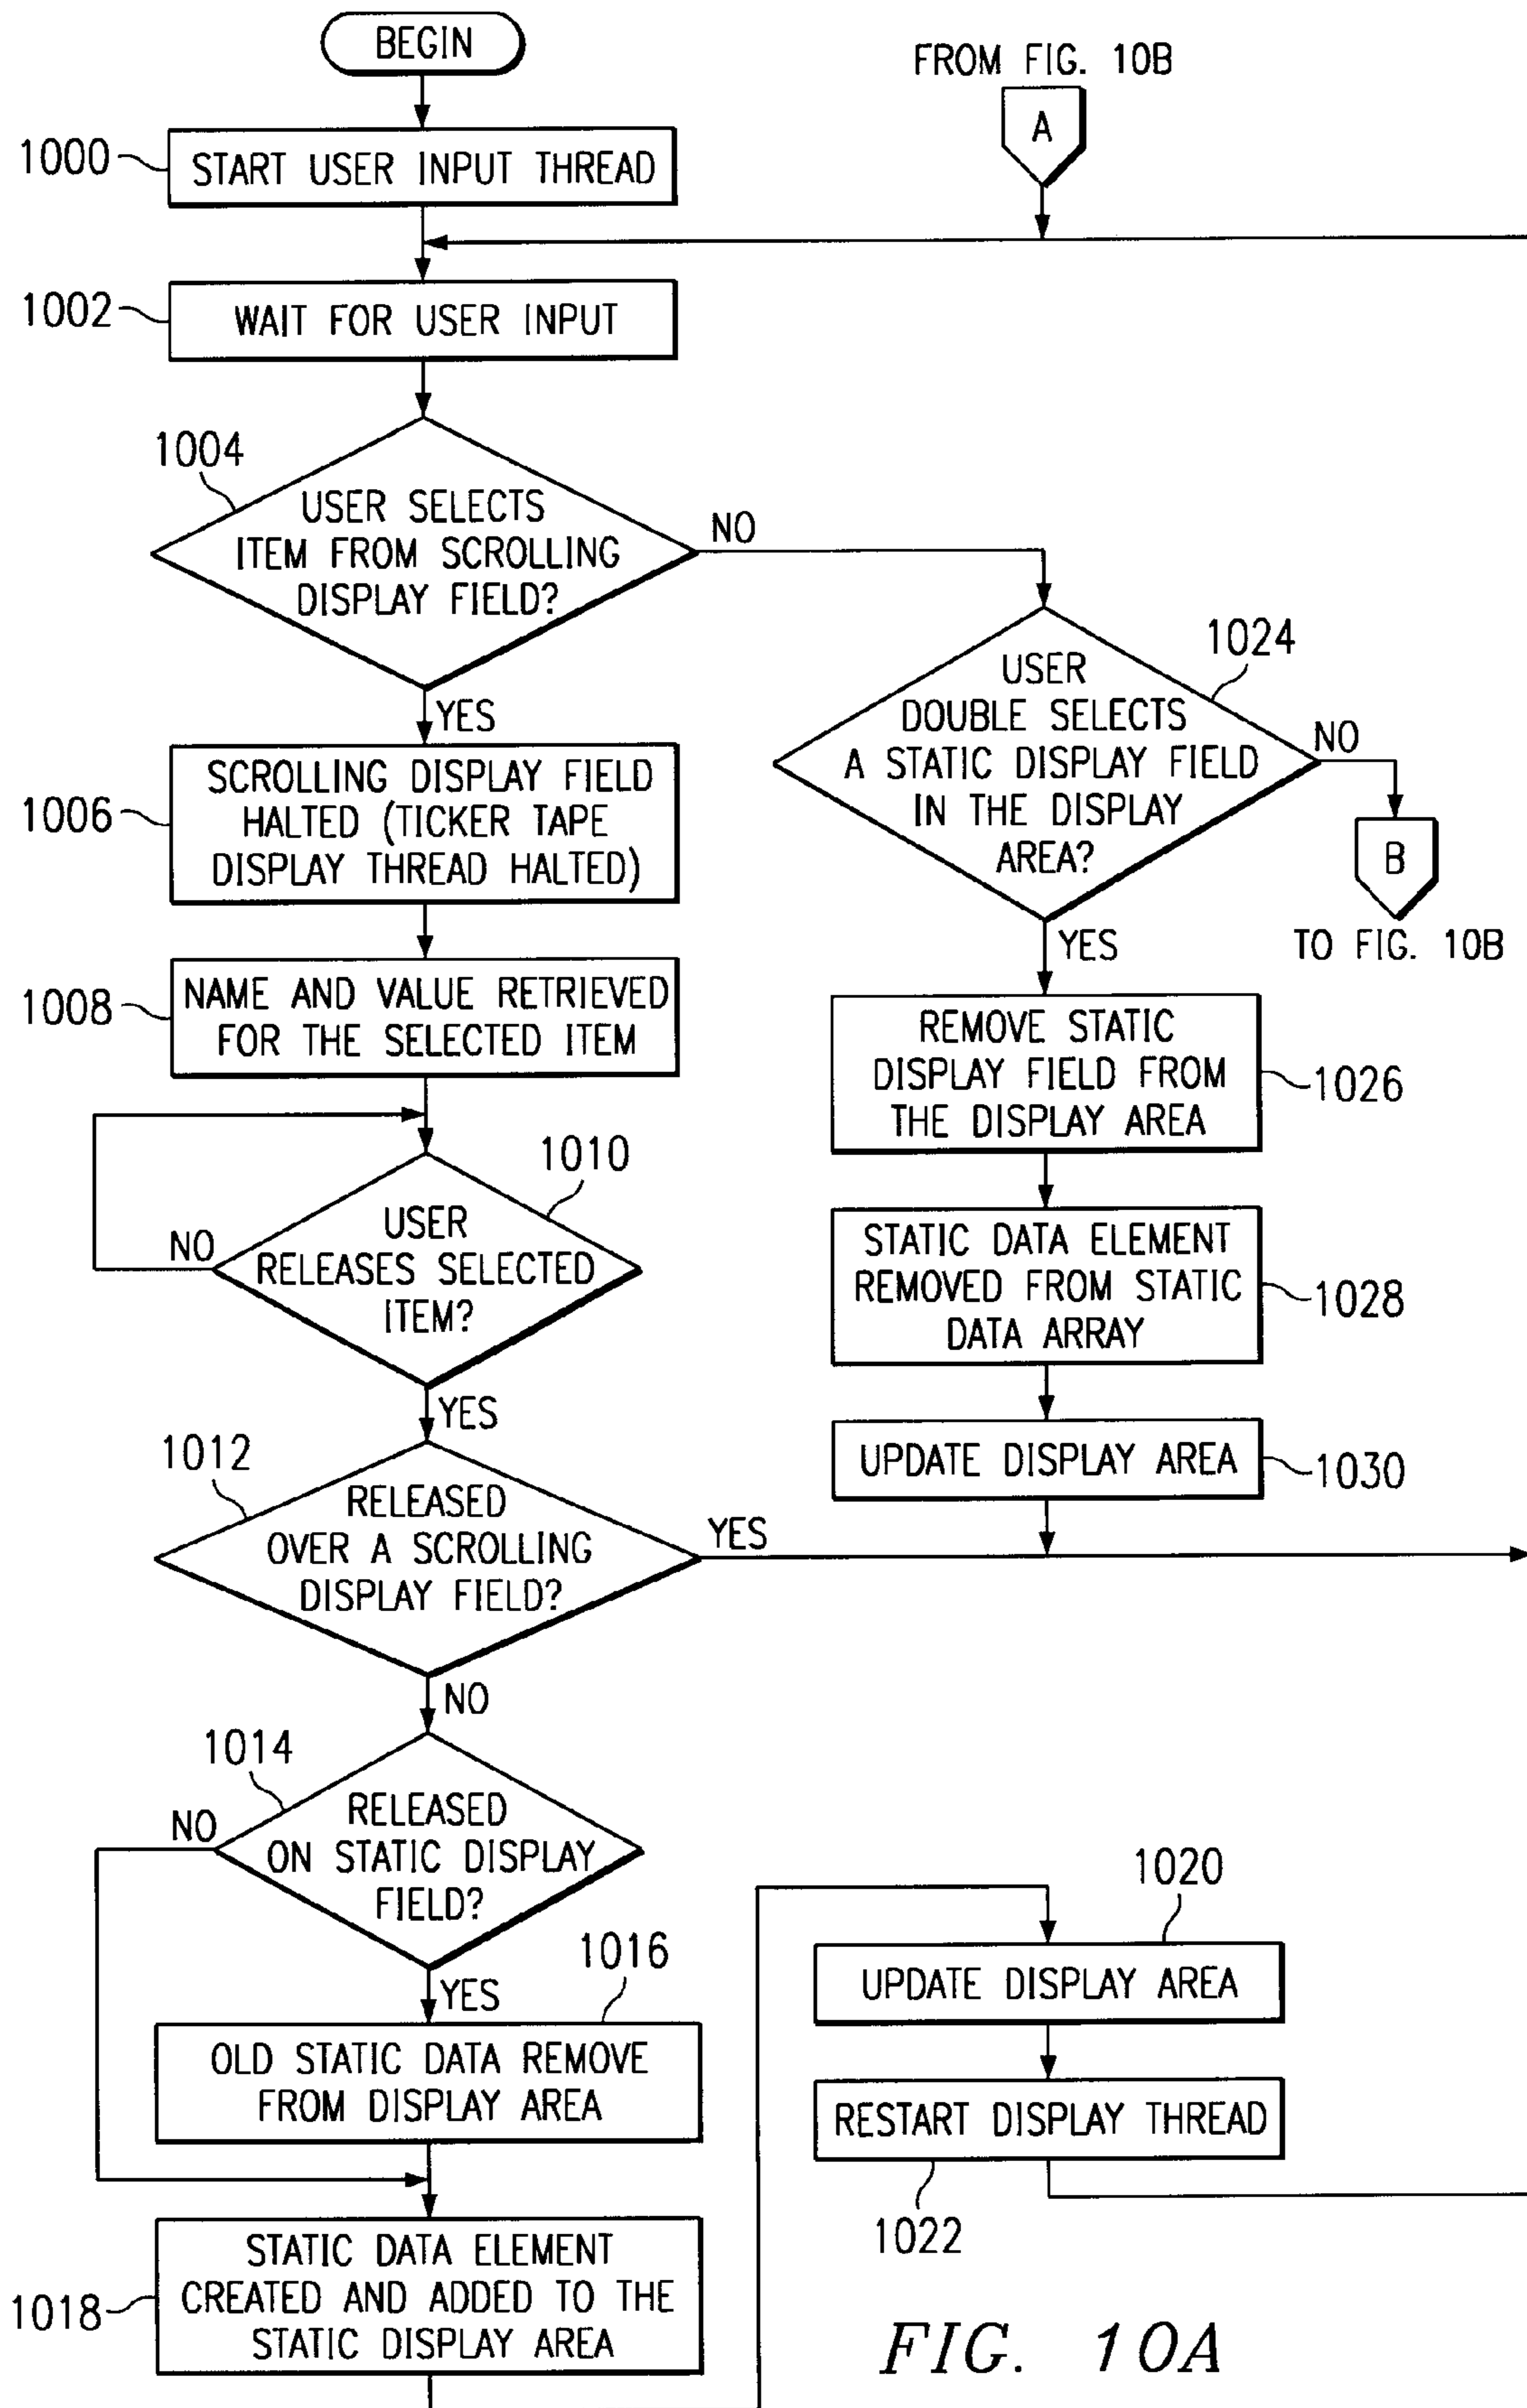 BEGIN
FROM FIG. 10B
A
1000
START USER INPUT THREAD
1002
WAIT FOR USER INPUT
1004
USER SELECTS
ITEM FROM SCROLLING
DISPLAY FIELD?
NO
YES
1006
SCROLLING DISPLAY FIELD
HALTED (TICKER TAPE
DISPLAY THREAD HALTED)
1008
NAME AND VALUE RETRIEVED
FOR THE SELECTED ITEM
1010
USER
RELEASES SELECTED
ITEM?
NO
YES
1012
RELEASED
OVER A SCROLLING
DISPLAY FIELD?
YES
NO
1014
RELEASED
ON STATIC DISPLAY
FIELD?
NO
YES
1016
OLD STATIC DATA REMOVE
FROM DISPLAY AREA
1018
STATIC DATA ELEMENT
CREATED AND ADDED TO THE
STATIC DISPLAY AREA
1024
USER
DOUBLE SELECTS
A STATIC DISPLAY FIELD
IN THE DISPLAY
AREA?
NO
B
TO FIG. 10B
YES
REMOVE STATIC
DISPLAY FIELD FROM
THE DISPLAY AREA
1026
STATIC DATA ELEMENT
REMOVED FROM STATIC
DATA ARRAY
1028
UPDATE DISPLAY AREA
1030
1020
UPDATE DISPLAY AREA
RESTART DISPLAY THREAD
1022
FIG. 10A